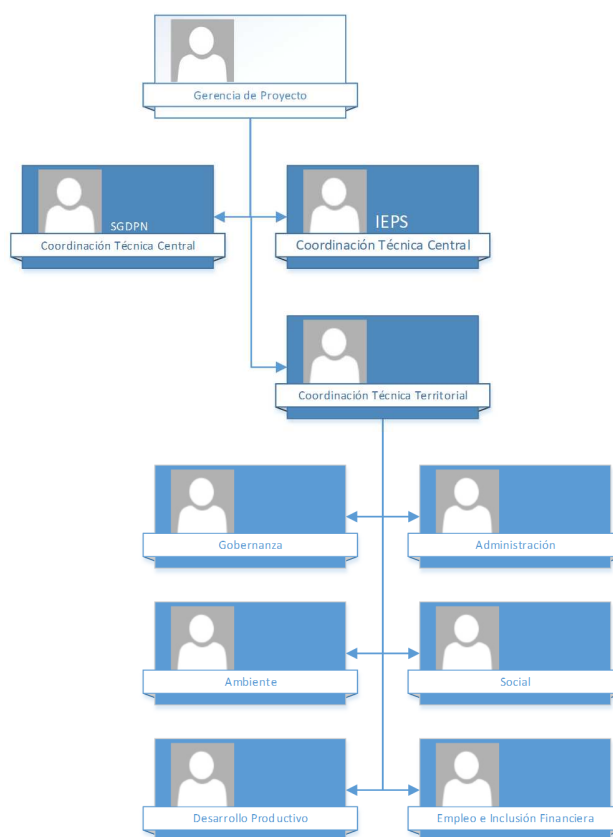 Gerencia de Proyecto
SGDPN
Coordinación Técnica Central
IEPS
Coordinación Técnica Central
Coordinación Técnica Territorial
Gobernanza
Administración
Ambiente
Social
Desarrollo Productivo
Empleo e Inclusión Financiera